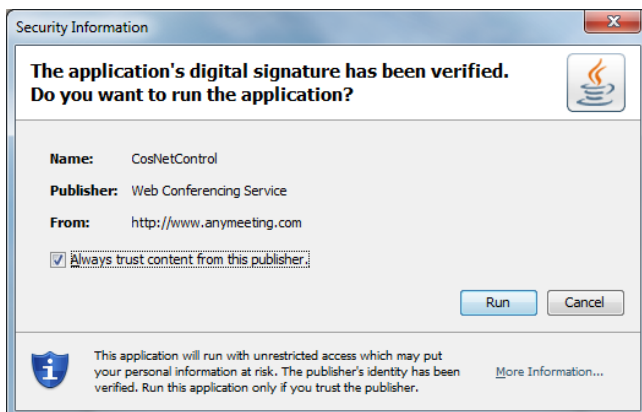 Security Information
The application's digital signature has been verified.
Do you want to run the application?
Name: CosNetControl
Publisher: Web Conferencing Service
From: http://www.anymeeting.com
Always trust content from this publisher.
Run Cancel
This application will run with unrestricted access which may put
your personal information at risk. The publisher's identity has been
verified. Run this application only if you trust the publisher.
More Information...